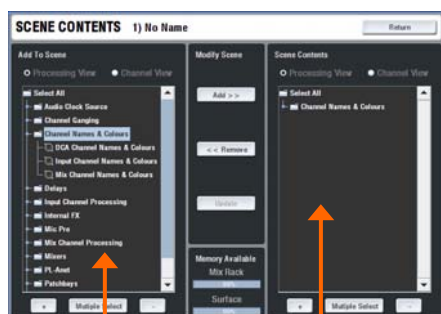 SCENE CONTENTS 1) No Name
Return
Add To Scene
Processing View Channel View
Select All
Audio Clock Source
Channel Ganging
Channel Names & Colours
DCA Channel Names & Colours
Input Channel Names & Colours
Mix Channel Names & Colours
Delays
Input Channel Processing
Internal FX
Mic Pre
Mix Channel Processing
Mixers
PL-Anet
Patchbays
+ Multiple Select -
Modify Scene
Add >>
<< Remove
Update
Memory Available
Mix Rack
Surface
Scene Contents
Processing View Channel View
Select All
Channel Names & Colours
+ Multiple Select -